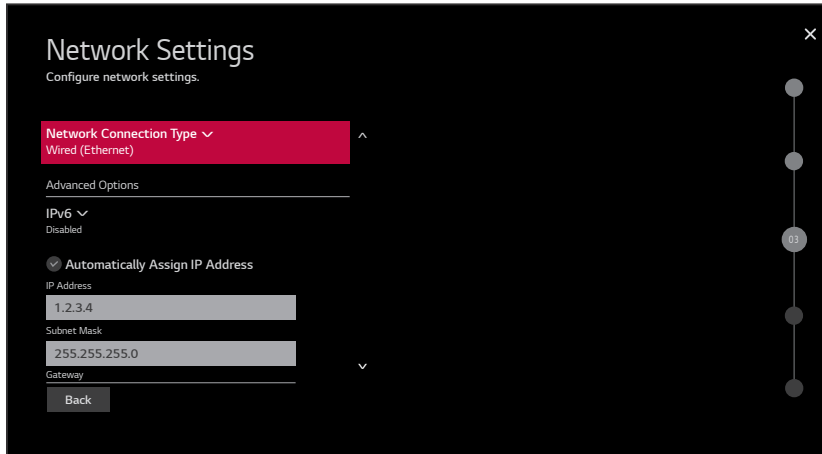 Network Settings
Configure network settings.
Network Connection Type
Wired (Ethernet)
Advanced Options
IPv6
Disabled
03
Automatically Assign IP Address
IP Address
1.2.3.4
Subnet Mask
255.255.255.0
Gateway
Back